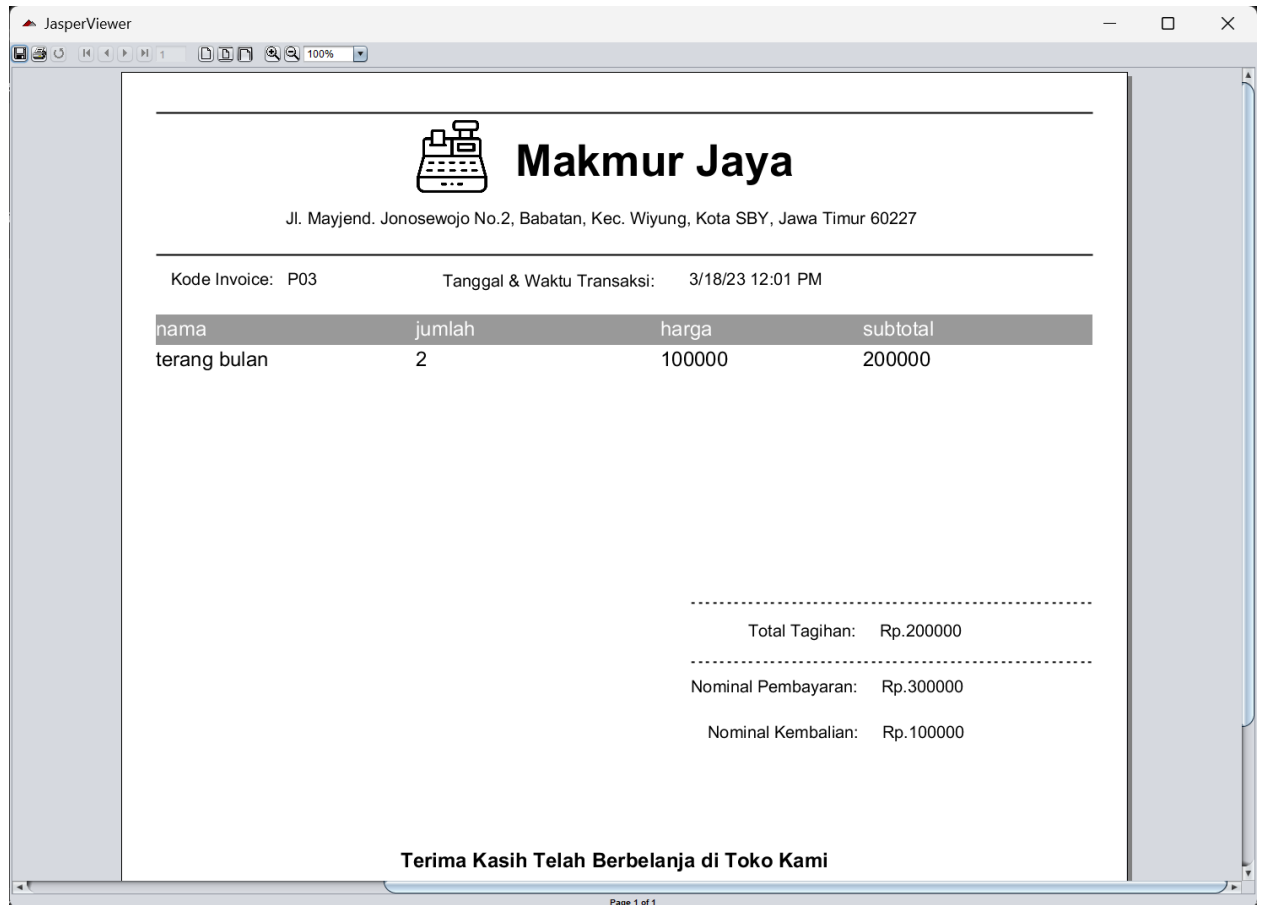 JasperViewer
1 100%
Makmur Jaya
Jl. Mayjend. Jonosewojo No.2, Babatan, Kec. Wiyung, Kota SBY, Jawa Timur 60227
Kode Invoice: P03 Tanggal & Waktu Transaksi: 3/18/23 12:01 PM
nama jumlah harga subtotal
terang bulan 2 100000 200000
Total Tagihan: Rp.200000
Nominal Pembayaran: Rp.300000
Nominal Kembalian: Rp.100000
Terima Kasih Telah Berbelanja di Toko Kami
Page 1 of 1